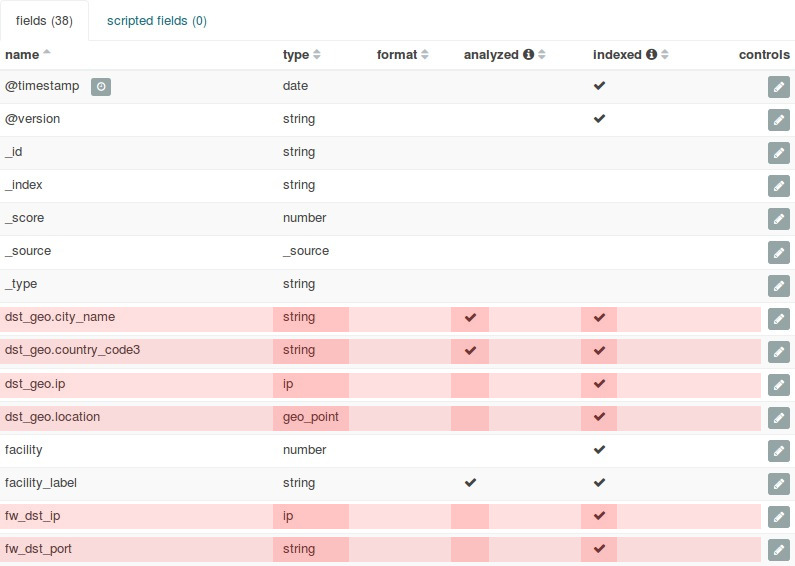 fields (38) scripted fields (0)
name type format analyzed indexed controls
@timestamp date
@version string
_id string
_index string
_score number
_source _source
_type string
dst_geo.city_name string
dst_geo.country_code3 string
dst_geo.ip ip
dst_geo.location geo_point
facility number
facility_label string
fw_dst_ip ip
fw_dst_port string